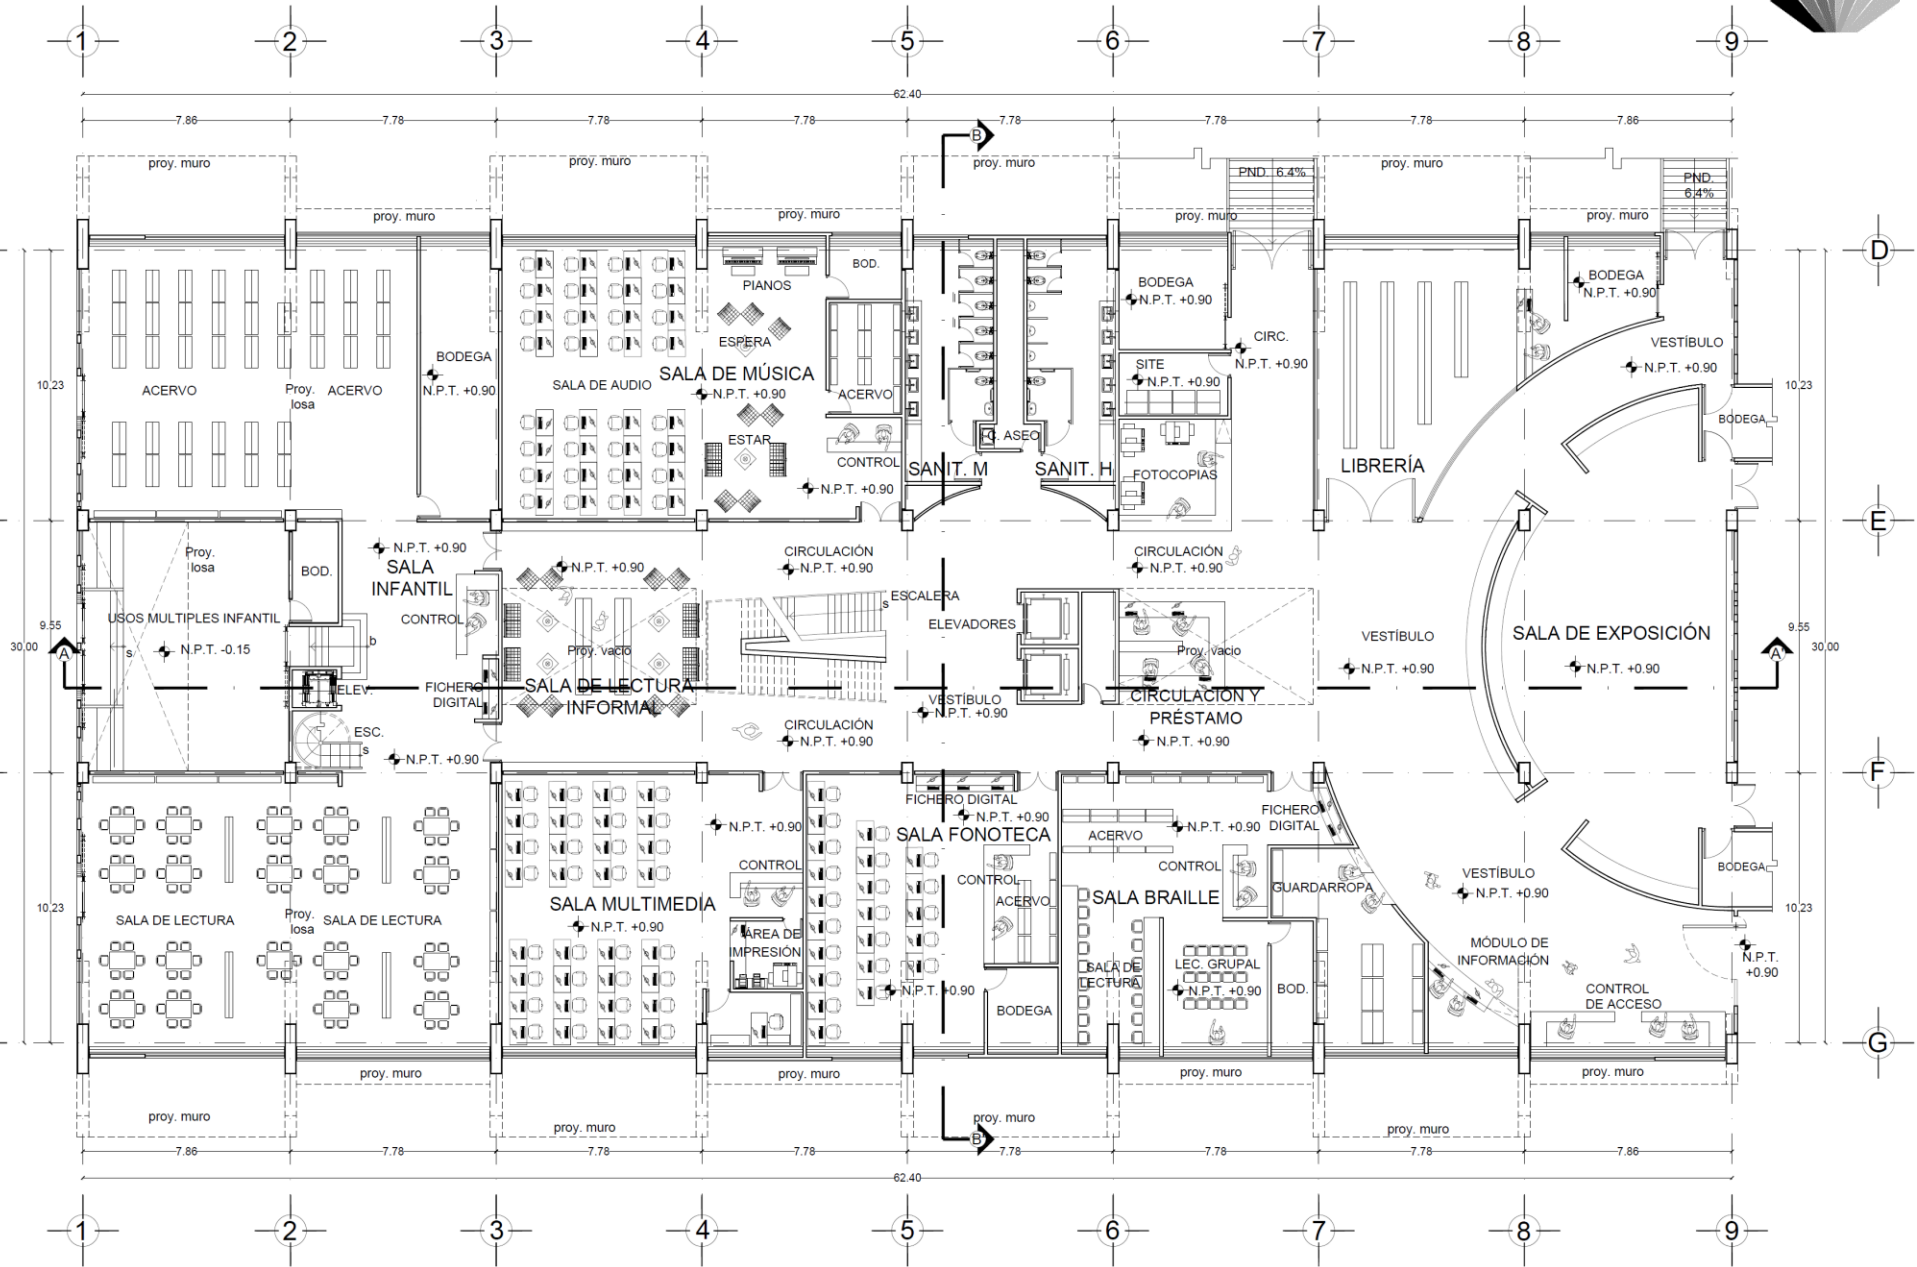 1 2 3 4 5 6 7 8 9
62.40
7.86 7.78 7.78 7.78 7.78 7.78 7.78 7.86
B
proy. muro proy. muro proy. muro proy. muro
PND. 6.4%
PND.
6.4%
proy. muro proy. muro proy. muro proy. muro
D
BOD.
PIANOS
BODEGA
N.P.T. +0.90
BODEGA
N.P.T. +0.90
ESPERA
CIRC.
N.P.T. +0.90
VESTÍBULO
N.P.T. +0.90
BODEGA
N.P.T. +0.90
SITE
N.P.T. +0.90
10.23
ACERVO
Proy.
losa
ACERVO
SALA DE AUDIO
SALA DE MÚSICA
N.P.T. +0.90
ACERVO
10.23
BODEGA
ESTAR
CONTROL
C. ASEO
SANIT. M
SANIT. H
FOTOCOPIAS
LIBRERÍA
N.P.T. +0.90
E
Proy.
losa
BOD.
N.P.T. +0.90
SALA
INFANTIL
N.P.T. +0.90
CIRCULACIÓN
N.P.T. +0.90
CIRCULACIÓN
N.P.T. +0.90
ESCALERA
s
USOS MULTIPLES INFANTIL
N.P.T. -0.15
s
b
CONTROL
ELEVADORES
9.55
30.00
A
Proy. vacío
Proy. vacío
VESTÍBULO
N.P.T. +0.90
SALA DE EXPOSICIÓN
N.P.T. +0.90
9.55
30.00
A'
ELEV.
FICHERO
DIGITAL
SALA DE LECTURA
INFORMAL
VESTÍBULO
N.P.T. +0.90
CIRCULACIÓN Y
PRÉSTAMO
N.P.T. +0.90
ESC.
s
N.P.T. +0.90
CIRCULACIÓN
N.P.T. +0.90
F
FICHERO DIGITAL
N.P.T. +0.90
N.P.T. +0.90
SALA FONOTECA
ACERVO
N.P.T. +0.90
FICHERO
DIGITAL
CONTROL
CONTROL
CONTROL
ACERVO
SALA BRAILLE
GUARDARROPA
VESTÍBULO
N.P.T. +0.90
BODEGA
10.23
SALA DE LECTURA
Proy.
losa
SALA DE LECTURA
SALA MULTIMEDIA
N.P.T. +0.90
ÁREA DE
IMPRESIÓN
10.23
MÓDULO DE
INFORMACIÓN
N.P.T.
+0.90
SALA DE
LECTURA
LEC. GRUPAL
N.P.T. +0.90
BOD.
N.P.T. +0.90
BODEGA
CONTROL
DE ACCESO
G
proy. muro proy. muro proy. muro proy. muro
proy. muro proy. muro proy. muro proy. muro
B'
7.86 7.78 7.78 7.78 7.78 7.78 7.78 7.86
62.40
1 2 3 4 5 6 7 8 9